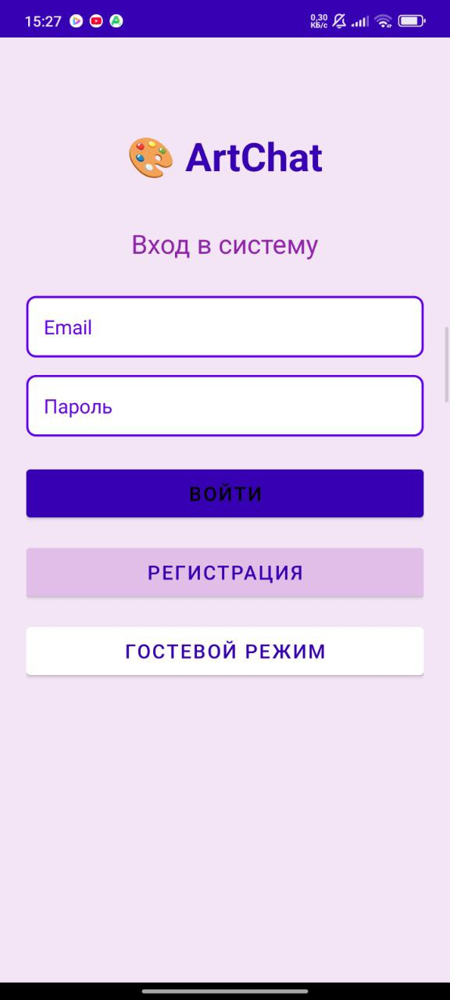 15:27
0,30
КБ/с
ArtChat
Вход в систему
Email
Пароль
ВОЙТИ
РЕГИСТРАЦИЯ
ГОСТЕВОЙ РЕЖИМ